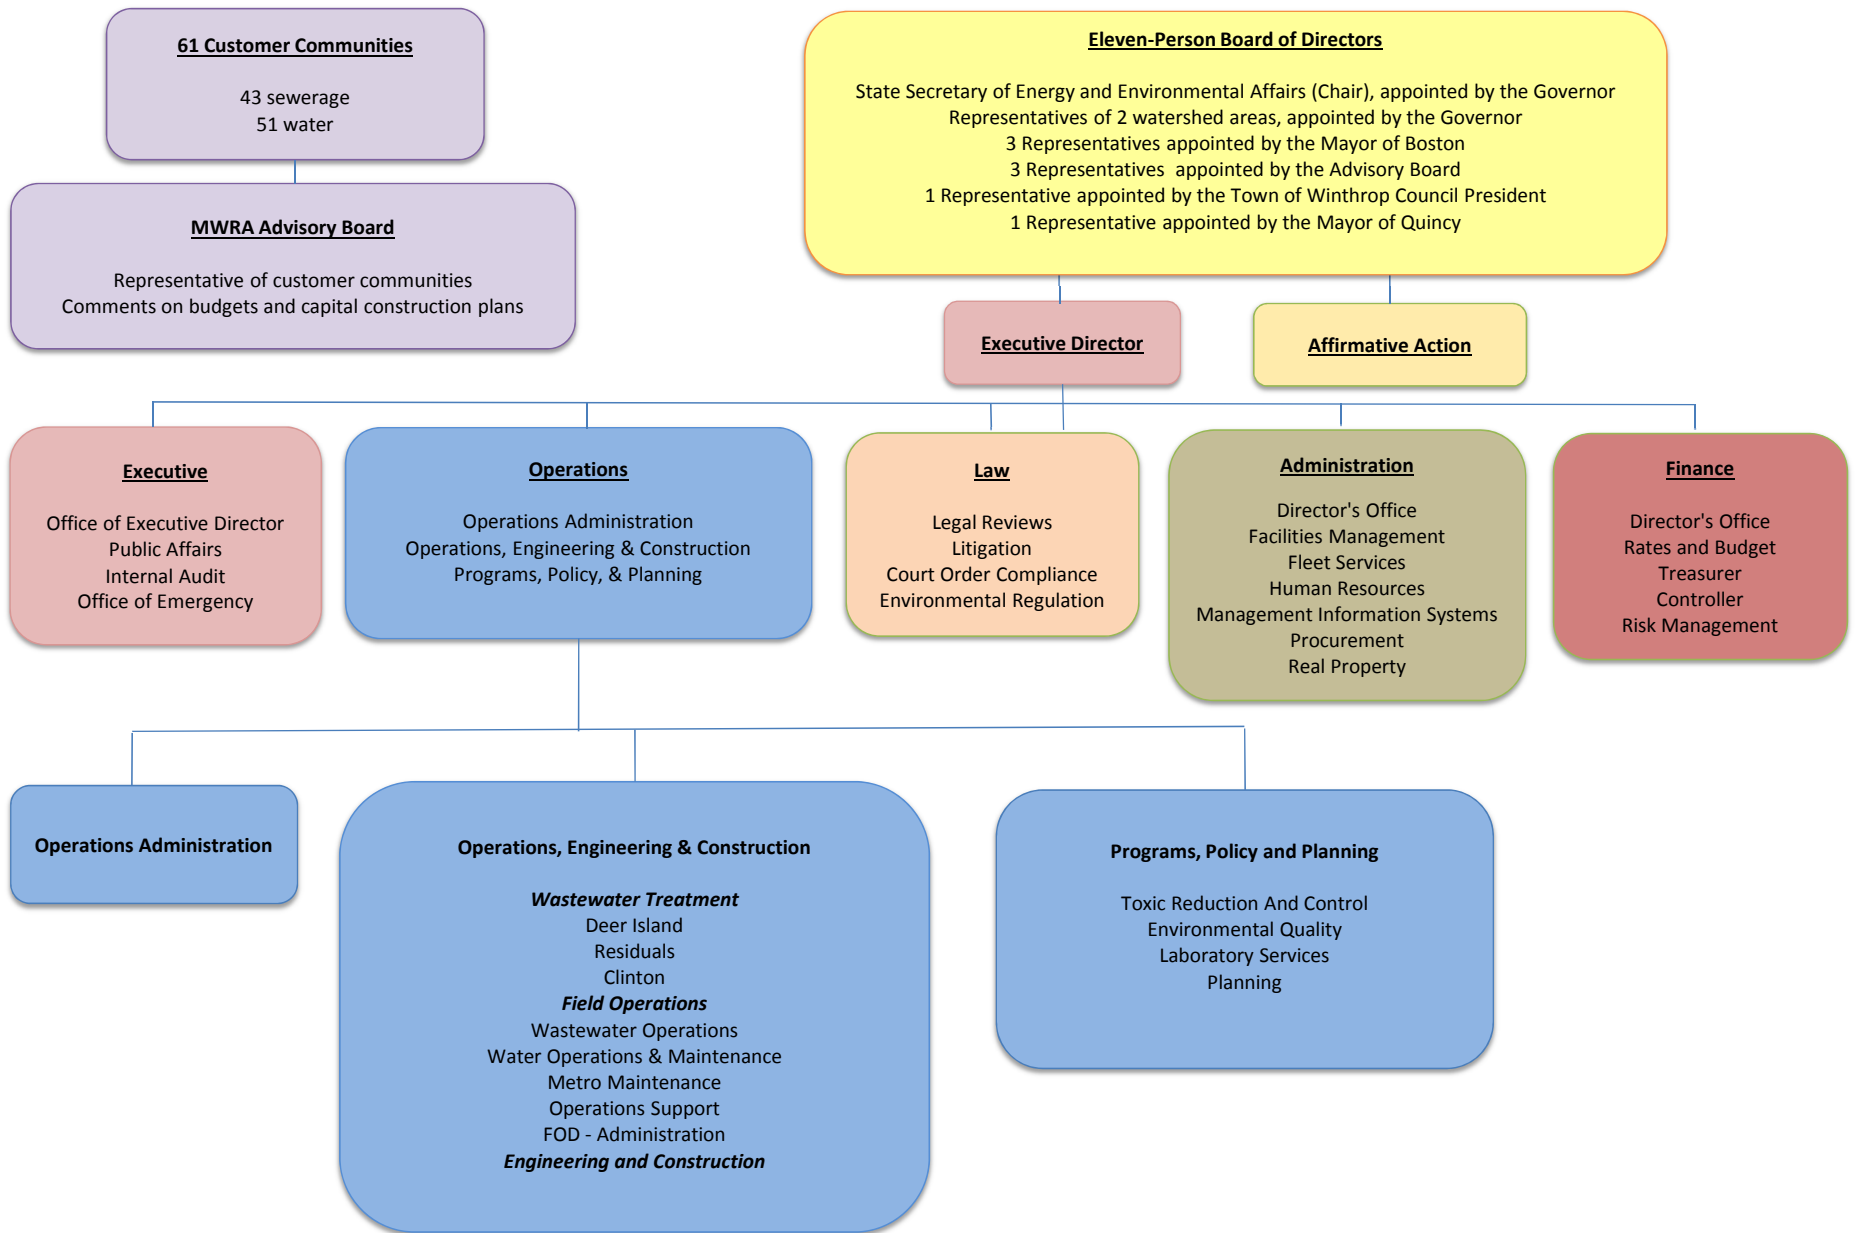 61 Customer Communities
43 sewerage
51 water
MWRA Advisory Board
Representative of customer communities
Comments on budgets and capital construction plans
Eleven-Person Board of Directors
State Secretary of Energy and Environmental Affairs (Chair), appointed by the Governor
Representatives of 2 watershed areas, appointed by the Governor
3 Representatives appointed by the Mayor of Boston
3 Representatives appointed by the Advisory Board
1 Representative appointed by the Town of Winthrop Council President
1 Representative appointed by the Mayor of Quincy
Executive Director
Affirmative Action
Executive
Office of Executive Director
Public Affairs
Internal Audit
Office of Emergency
Operations
Operations Administration
Operations, Engineering & Construction
Programs, Policy, & Planning
Law
Legal Reviews
Litigation
Court Order Compliance
Environmental Regulation
Administration
Director's Office
Facilities Management
Fleet Services
Human Resources
Management Information Systems
Procurement
Real Property
Finance
Director's Office
Rates and Budget
Treasurer
Controller
Risk Management
Operations Administration
Operations, Engineering & Construction
Wastewater Treatment
Deer Island
Residuals
Clinton
Field Operations
Wastewater Operations
Water Operations & Maintenance
Metro Maintenance
Operations Support
FOD - Administration
Engineering and Construction
Programs, Policy and Planning
Toxic Reduction And Control
Environmental Quality
Laboratory Services
Planning